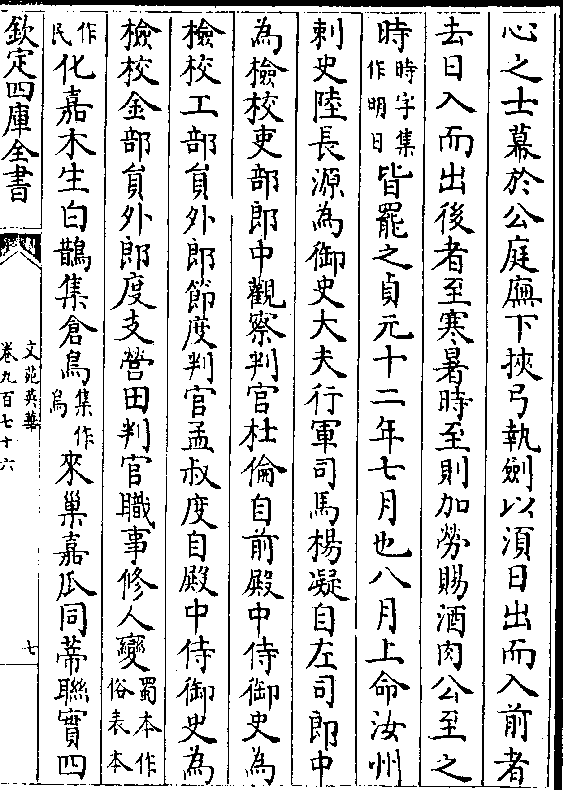 心之士幕於公庭廡下挾弓執劍以湏日出而入前者
去日入而出後者至寒暑時至則加勞賜酒肉公至之
時時字集作明日皆罷之貞元十二年七月也八月上命汝州
刺史陸長源為御史大夫行軍司馬楊凝自左司郎中
為檢校吏部郎中觀察判官杜倫自前殿中侍御史為
檢校工部員外郎節度判官孟叔度自殿中侍御史為
檢校金部員外郎度支營田判官職事修人變蜀本作俗表本
作民化嘉木生白鵲集倉烏集作烏來巢嘉瓜同蒂聯實四
欽定四庫全書
文苑英華
卷九百七十六
七